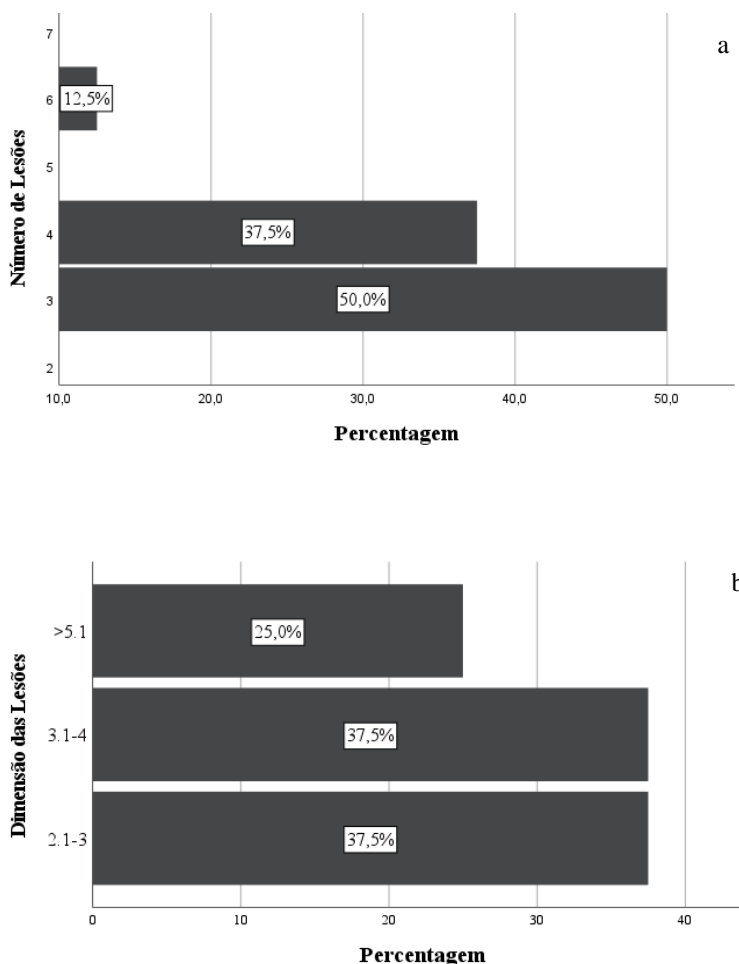 a
7
6
12,5%
5
4
37,5%
3
50,0%
2
10,0 20,0 30,0 40,0 50,0
Número de Lesões
Percentagem
b
>5.1
25,0%
3.1-4
37,5%
2.1-3
37,5%
0 10 20 30 40
Dimensão das Lesões
Percentagem